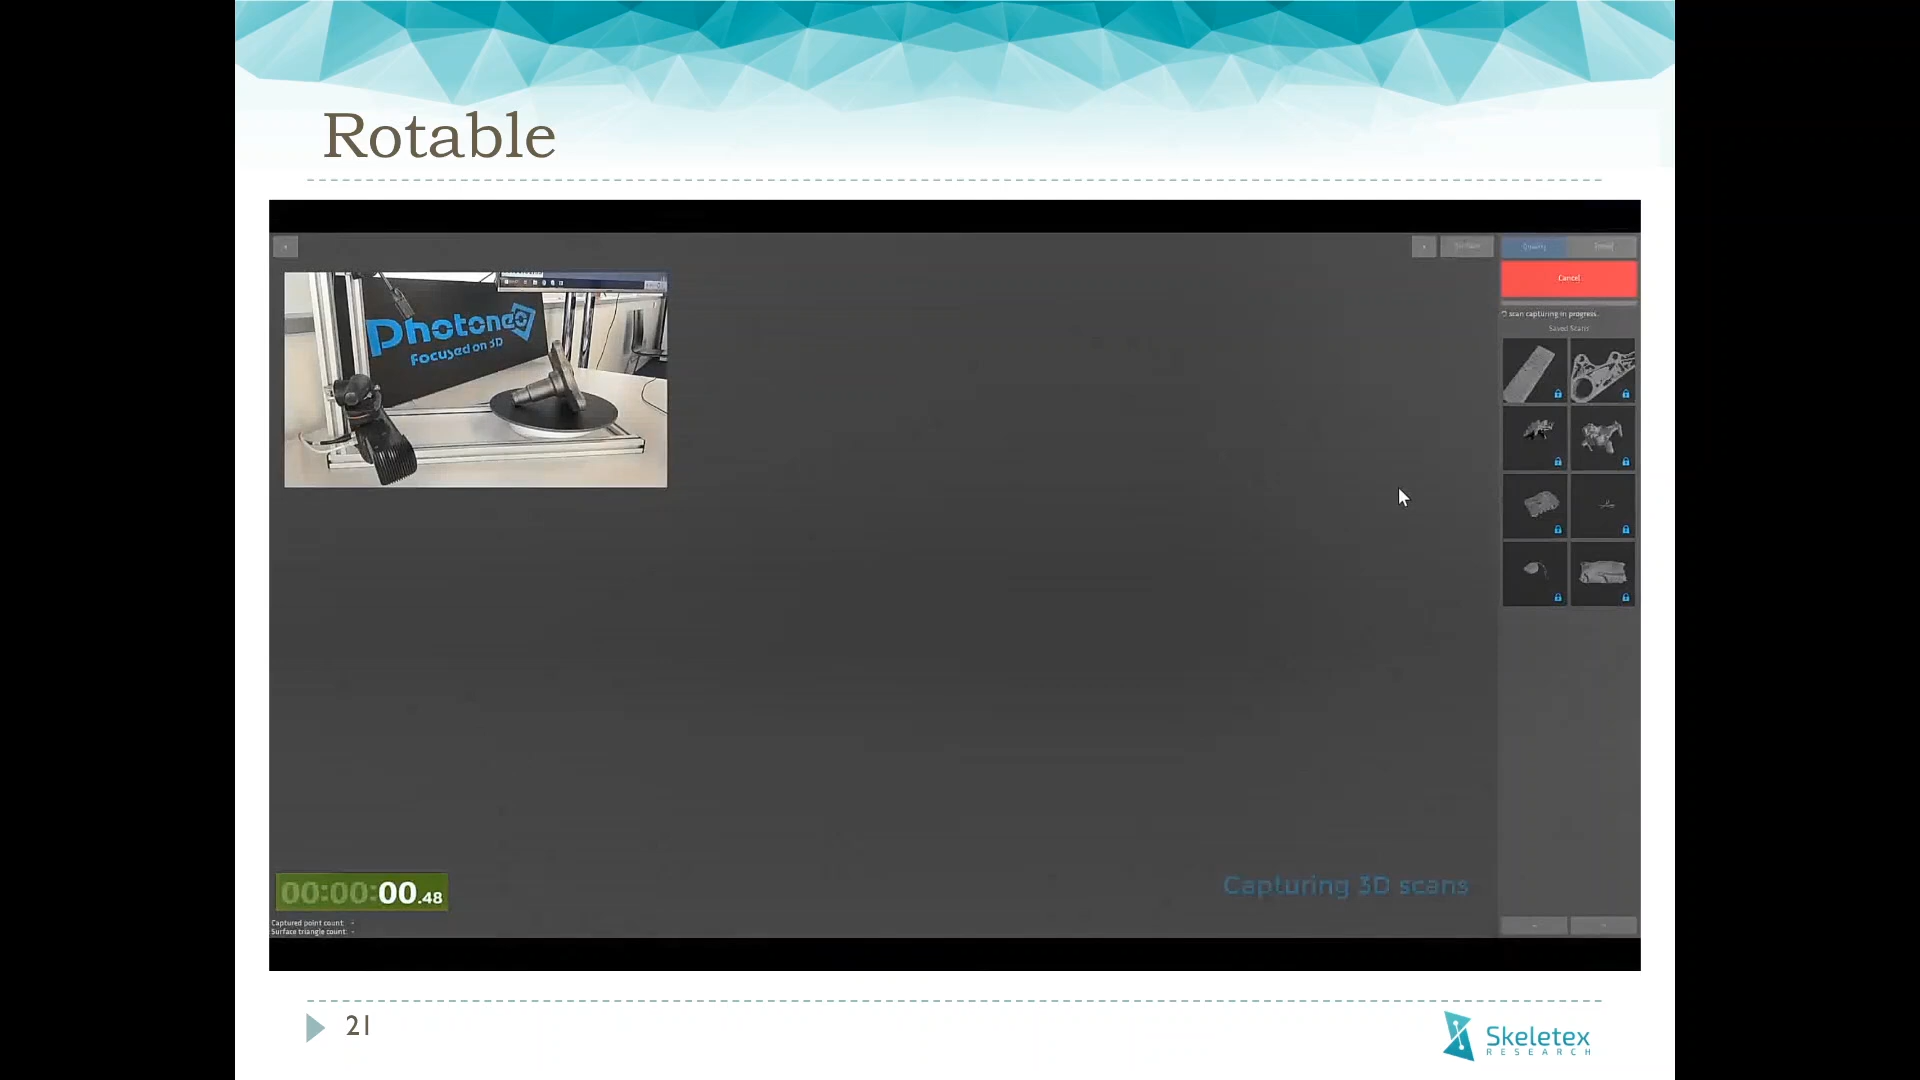 Rotable
Photoneo
Focused on 3D
Cancel
scan capturing in progress.
Saved Scans
00:00:00.48
Capturing 3D scans
Captured point count: -
Surface triangle count: -
21
Skeletex
RESEARCH